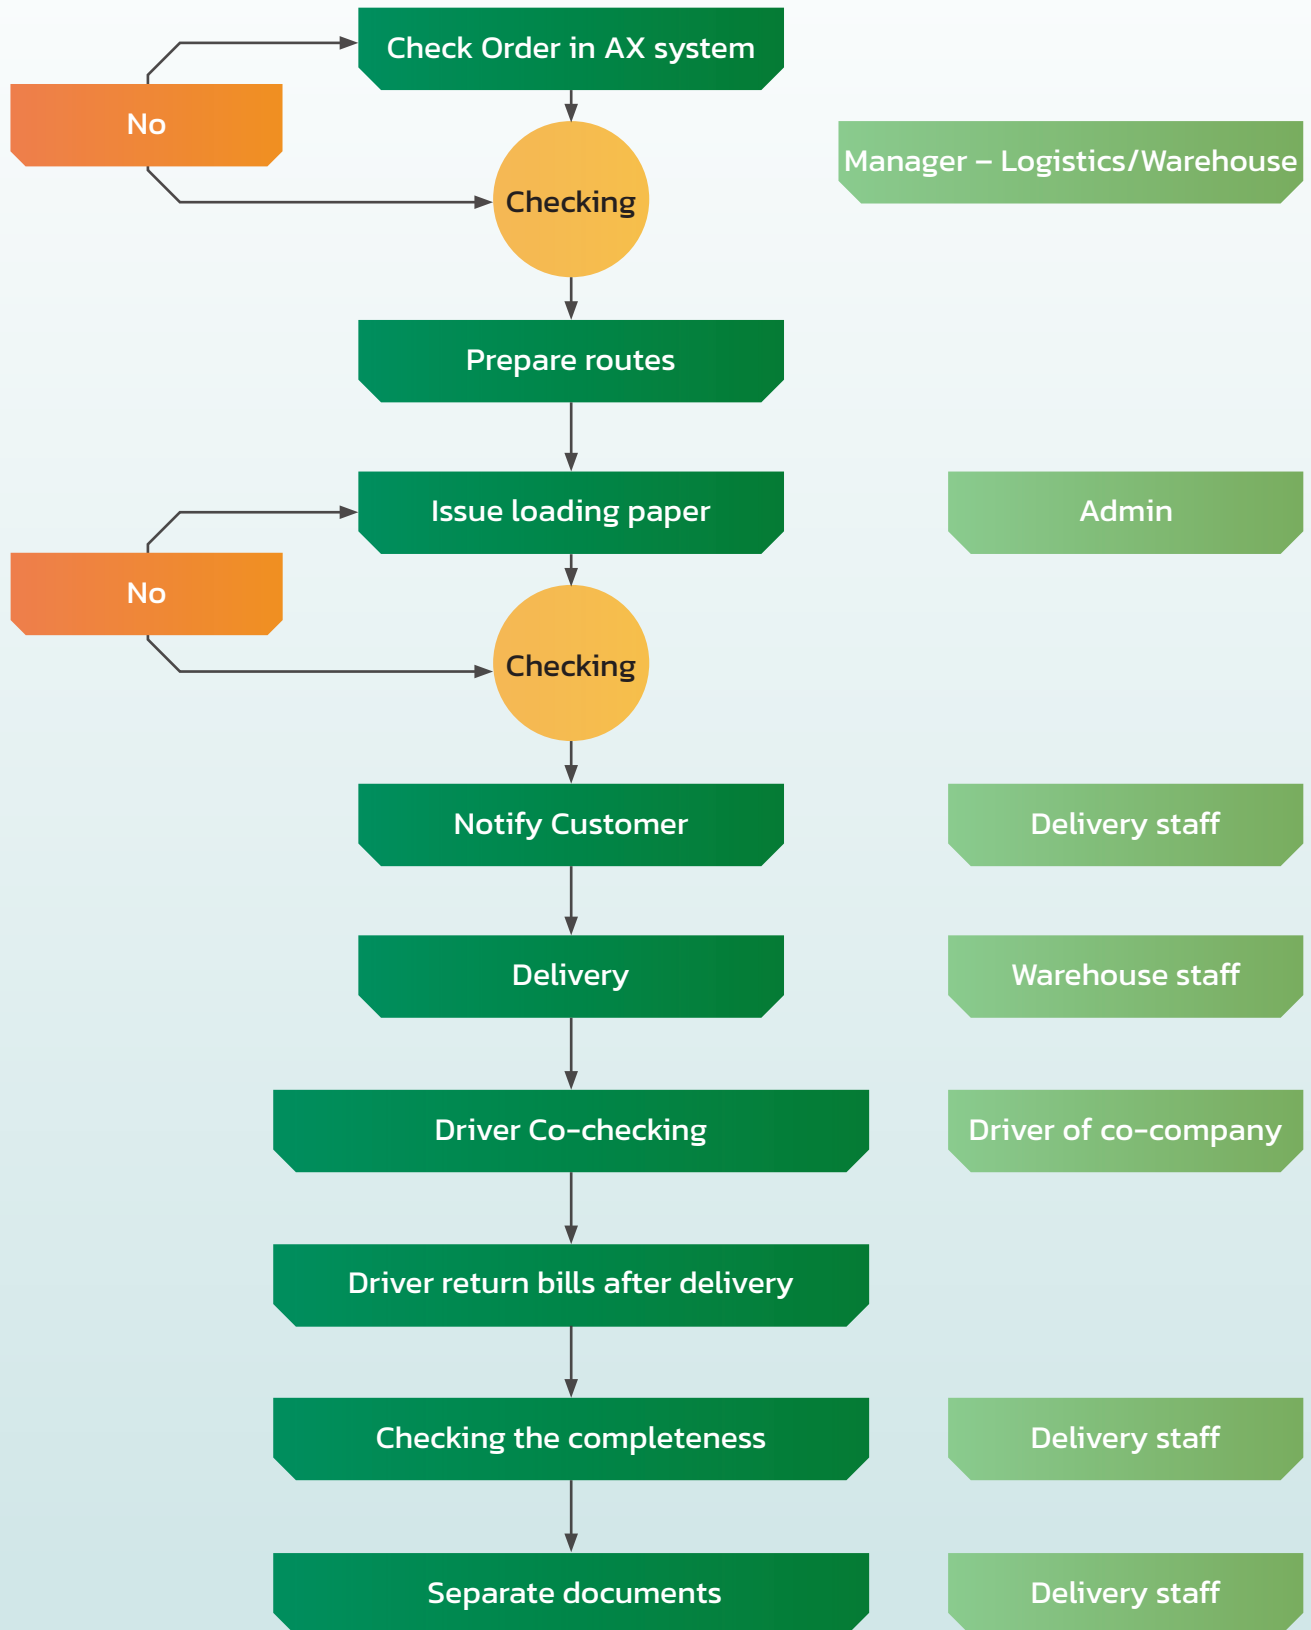 Check Order in AX system
No
Manager – Logistics/Warehouse
Checking
Prepare routes
Issue loading paper
Admin
No
Checking
Notify Customer
Delivery staff
Delivery
Warehouse staff
Driver Co-checking
Driver of co-company
Driver return bills after delivery
Checking the completeness
Delivery staff
Separate documents
Delivery staff